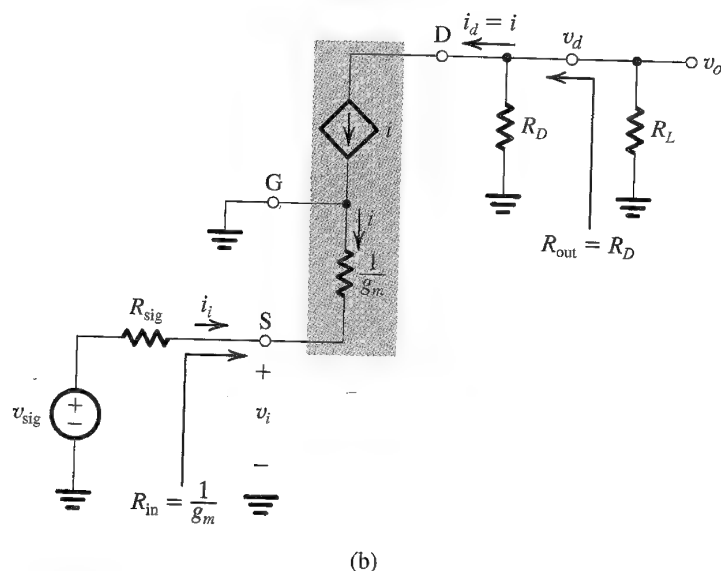 i_d = i
D
v_d
v_o
i
R_D
R_L
G
i
1/g_m
R_out = R_D
R_sig
i_i
S
+
v_sig
+
−
v_i
−
R_in = 1/g_m
(b)